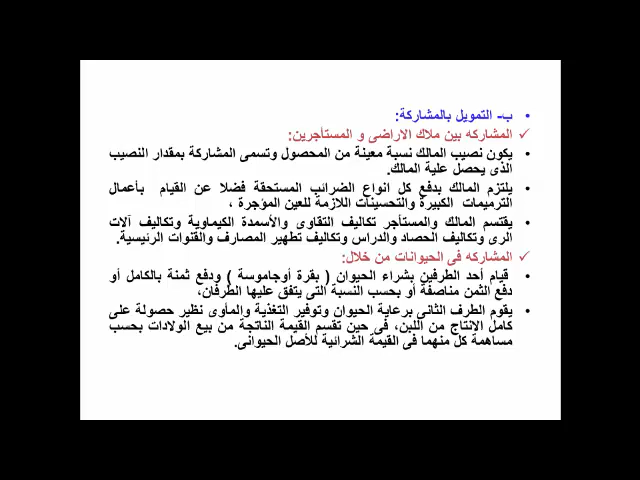 • ب- التمويل بالمشاركة:
✓ المشاركه بين ملاك الاراضى و المستأجرين:
• يكون نصيب المالك نسبة معينة من المحصول وتسمى المشاركة بمقدار النصيب
الذى يحصل علية المالك.
• يلتزم المالك بدفع كل انواع الضرائب المستحقة فضلا عن القيام بأعمال
الترميمات الكبيرة والتحسينات اللازمة للعين المؤجرة ،
• يقتسم المالك والمستأجر تكاليف التقاوى والأسمدة الكيماوية وتكاليف آلات
الرى وتكاليف الحصاد والدراس وتكاليف تطهير المصارف والقنوات الرئيسية.
✓ المشاركه فى الحيوانات من خلال:
• قيام أحد الطرفين بشراء الحيوان ( بقرة أوجاموسة ) ودفع ثمنة بالكامل أو
دفع الثمن مناصفة أو بحسب النسبة التى يتفق عليها الطرفان،
• يقوم الطرف الثانى برعاية الحيوان وتوفير التغذية والمأوى نظير حصولة على
كامل الإنتاج من اللبن، فى حين تقسم القيمة الناتجة من بيع الولادات بحسب
مساهمة كل منهما فى القيمة الشرائية للأصل الحيوانى.